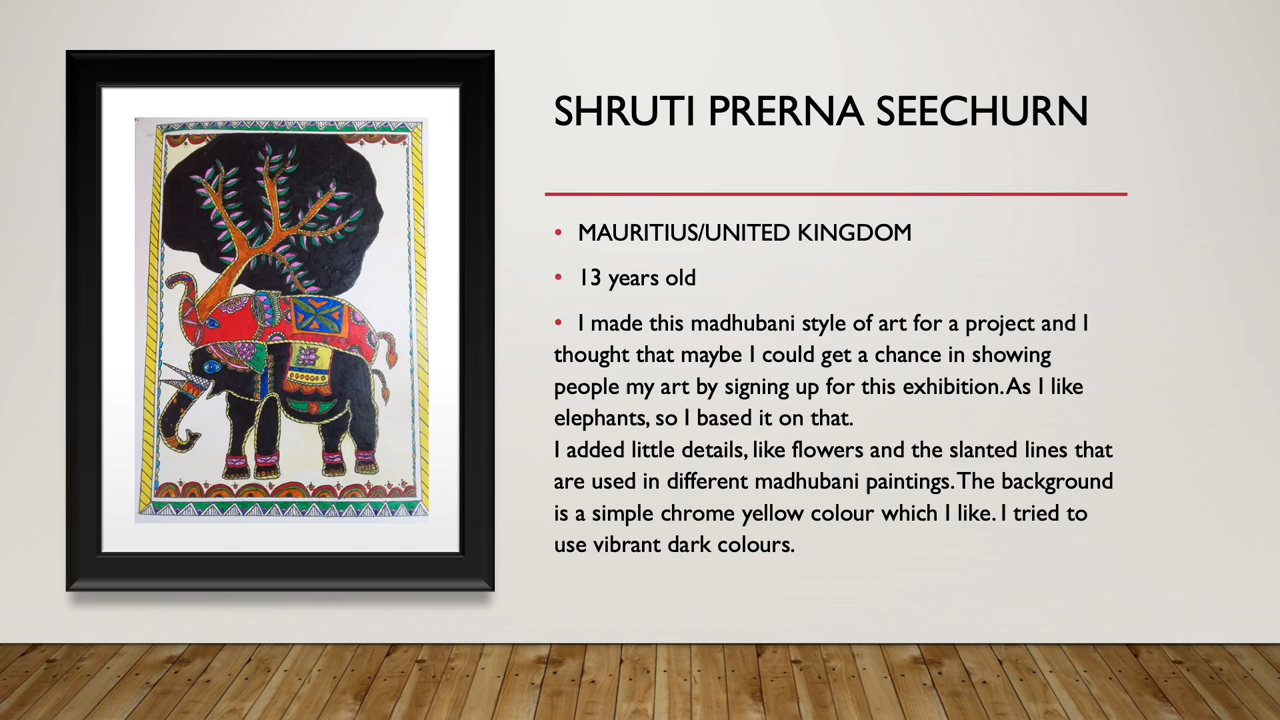 SHRUTI PRERNA SEECHURN
• MAURITIUS/UNITED KINGDOM
• 13 years old
• I made this madhubani style of art for a project and I
thought that maybe I could get a chance in showing
people my art by signing up for this exhibition. As I like
elephants, so I based it on that.
I added little details, like flowers and the slanted lines that
are used in different madhubani paintings. The background
is a simple chrome yellow colour which I like. I tried to
use vibrant dark colours.